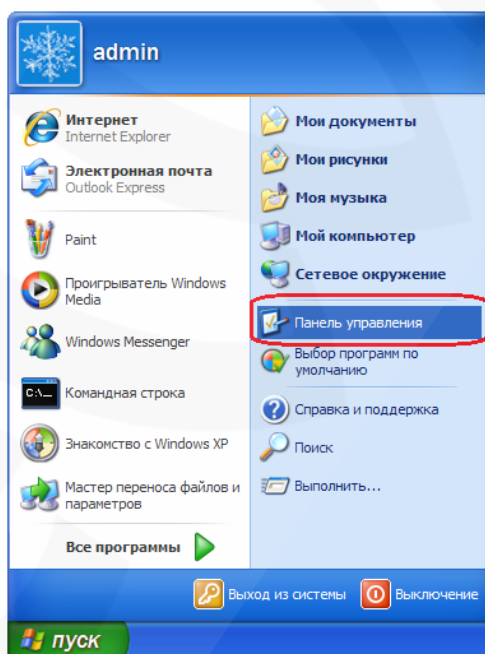 admin
Интернет
Internet Explorer
Электронная почта
Outlook Express
Paint
Проигрыватель Windows
Media
Windows Messenger
C:\_
Командная строка
Знакомство с Windows XP
Мастер переноса файлов и
параметров
Все программы
Мои документы
Мои рисунки
Моя музыка
Мой компьютер
Сетевое окружение
Панель управления
Выбор программ по
умолчанию
Справка и поддержка
Поиск
Выполнить...
Выход из системы
Выключение
пуск